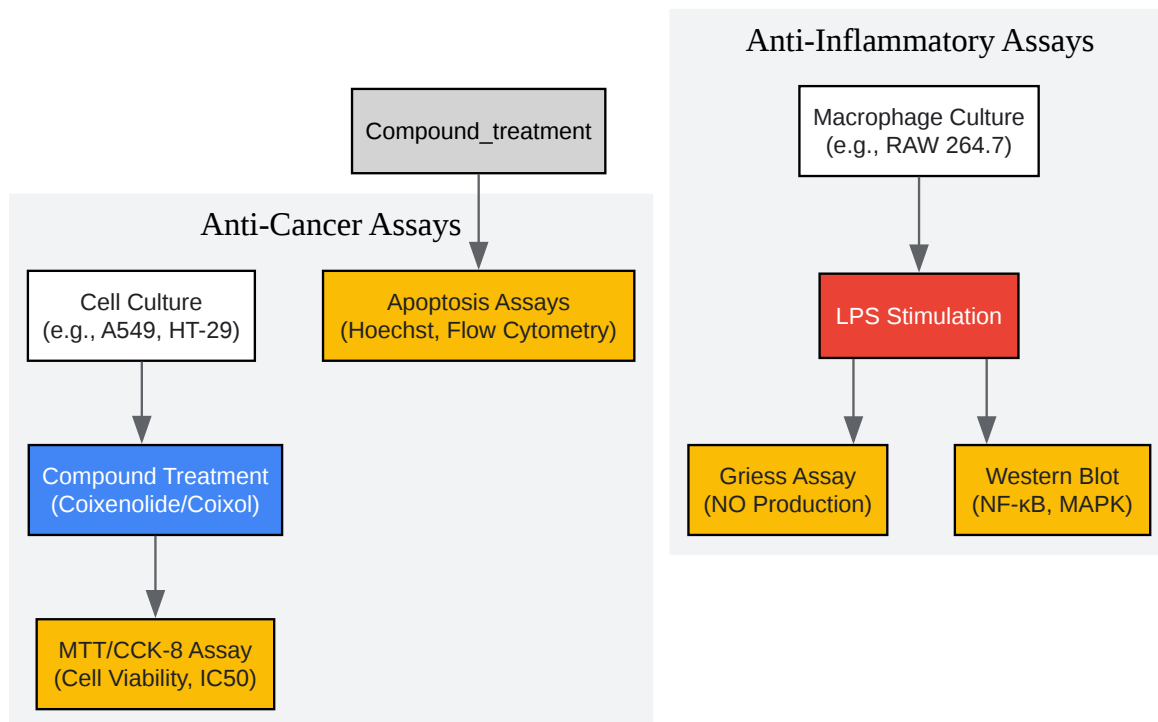 Compound_treatment
Anti-Cancer Assays
Cell Culture
(e.g., A549, HT-29)
Apoptosis Assays
(Hoechst, Flow Cytometry)
Compound Treatment
(Coixenolide/Coixol)
MTT/CCK-8 Assay
(Cell Viability, IC50)
Anti-Inflammatory Assays
Macrophage Culture
(e.g., RAW 264.7)
LPS Stimulation
Griess Assay
(NO Production)
Western Blot
(NF-κB, MAPK)